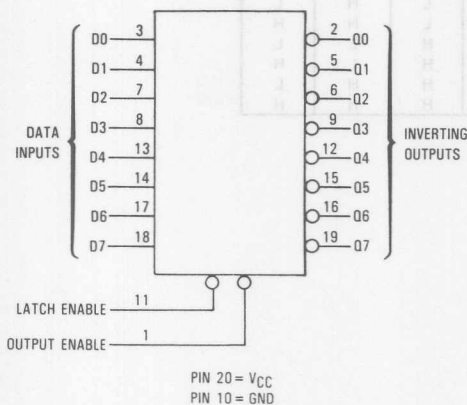 D0 3 2 Q0
D1 4 5 Q1
D2 7 6 Q2
D3 8 9 Q3
DATA INPUTS
INVERTING OUTPUTS
D4 13 12 Q4
D5 14 15 Q5
D6 17 16 Q6
D7 18 19 Q7
LATCH ENABLE 11
OUTPUT ENABLE 1
PIN 20 = VCC
PIN 10 = GND